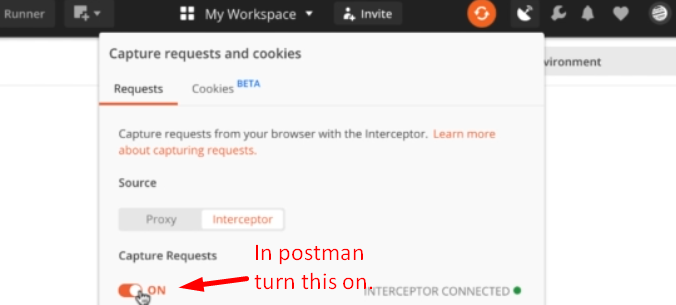 Runner My Workspace Invite
Capture requests and cookies
vironment
Requests Cookies BETA
Capture requests from your browser with the Interceptor. Learn more
about capturing requests.
Source
Proxy Interceptor
Capture Requests
In postman
turn this on.
ON
INTERCEPTOR CONNECTED